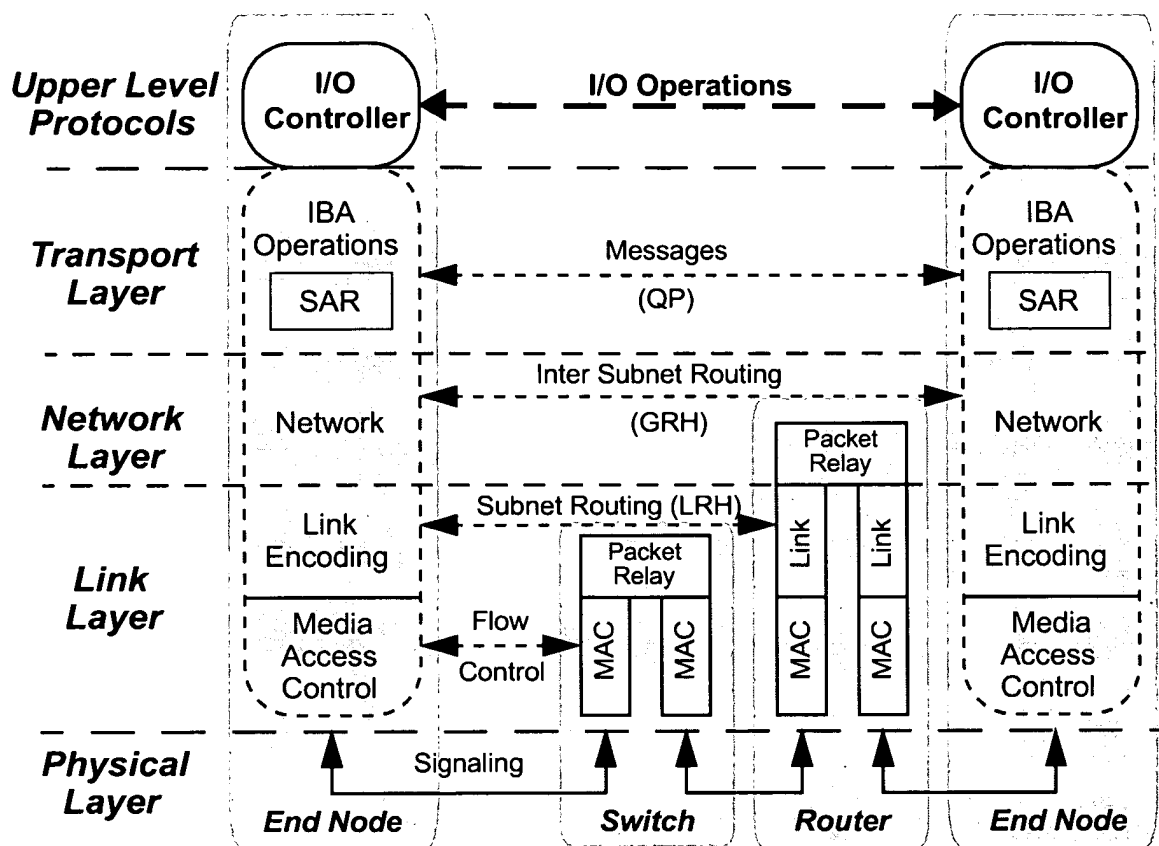 Upper Level
Protocols
I/O
Controller
I/O Operations
I/O
Controller
Transport
Layer
IBA
Operations
SAR
Messages
(QP)
IBA
Operations
SAR
Network
Layer
Network
Inter Subnet Routing
(GRH)
Packet
Relay
Network
Link
Layer
Link
Encoding
Subnet Routing (LRH)
Packet
Relay
Link
Link
Link
Encoding
Media
Access
Control
Flow
Control
MAC
MAC
MAC
MAC
Media
Access
Control
Physical
Layer
Signaling
End Node
Switch
Router
End Node